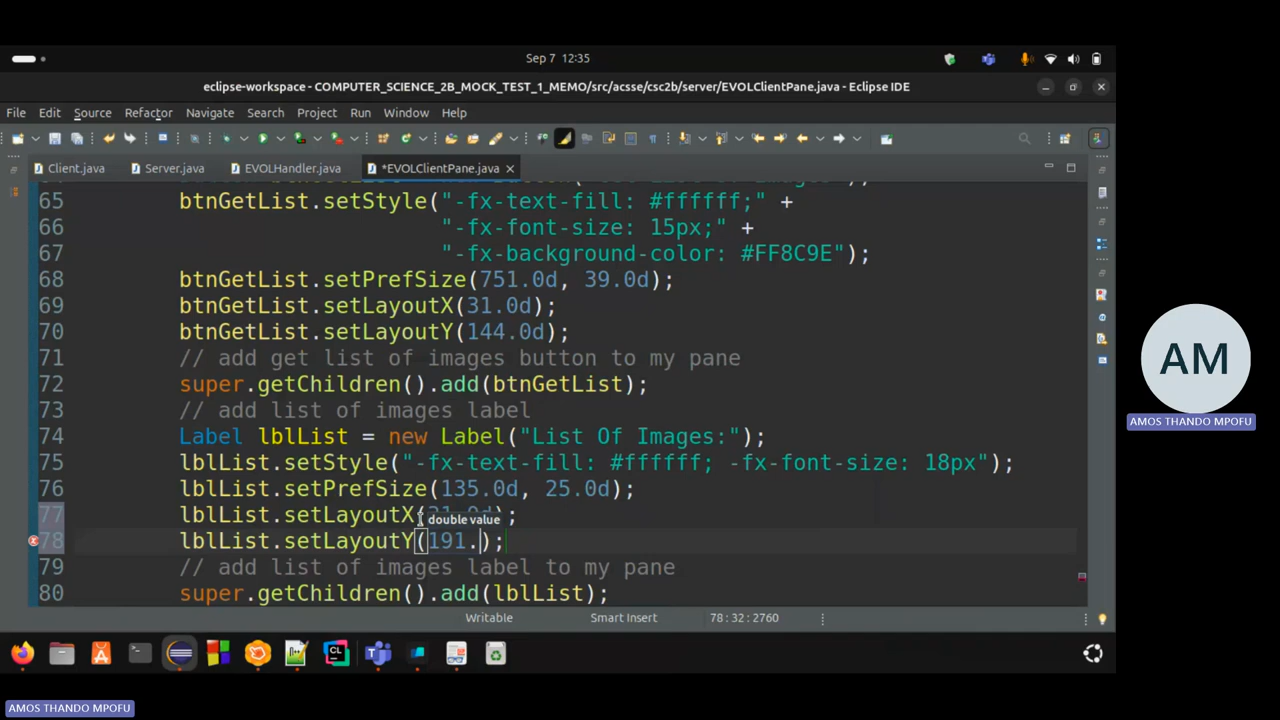 Sep 7 12:35
eclipse-workspace - COMPUTER_SCIENCE_2B_MOCK_TEST_1_MEMO/src/acsse/csc2b/server/EVOLClientPane.java - Eclipse IDE
File Edit Source Refactor Navigate Search Project Run Window Help
Client.java Server.java EVOLHandler.java *EVOLClientPane.java
65 btnGetList.setStyle("-fx-text-fill: #ffffff;" +
66 "-fx-font-size: 15px;" +
67 "-fx-background-color: #FF8C9E");
68 btnGetList.setPrefSize(751.0d, 39.0d);
69 btnGetList.setLayoutX(31.0d);
70 btnGetList.setLayoutY(144.0d);
71 // add get list of images button to my pane
72 super.getChildren().add(btnGetList);
73 // add list of images label
74 Label lblList = new Label("List Of Images:");
75 lblList.setStyle("-fx-text-fill: #ffffff; -fx-font-size: 18px");
76 lblList.setPrefSize(135.0d, 25.0d);
77 lblList.setLayoutX(31.0d);
double value
78 lblList.setLayoutY(191.);
79 // add list of images label to my pane
80 super.getChildren().add(lblList);
Writable Smart Insert 78:32:2760
CL
AM
AMOS THANDO MPOFU
AMOS THANDO MPOFU